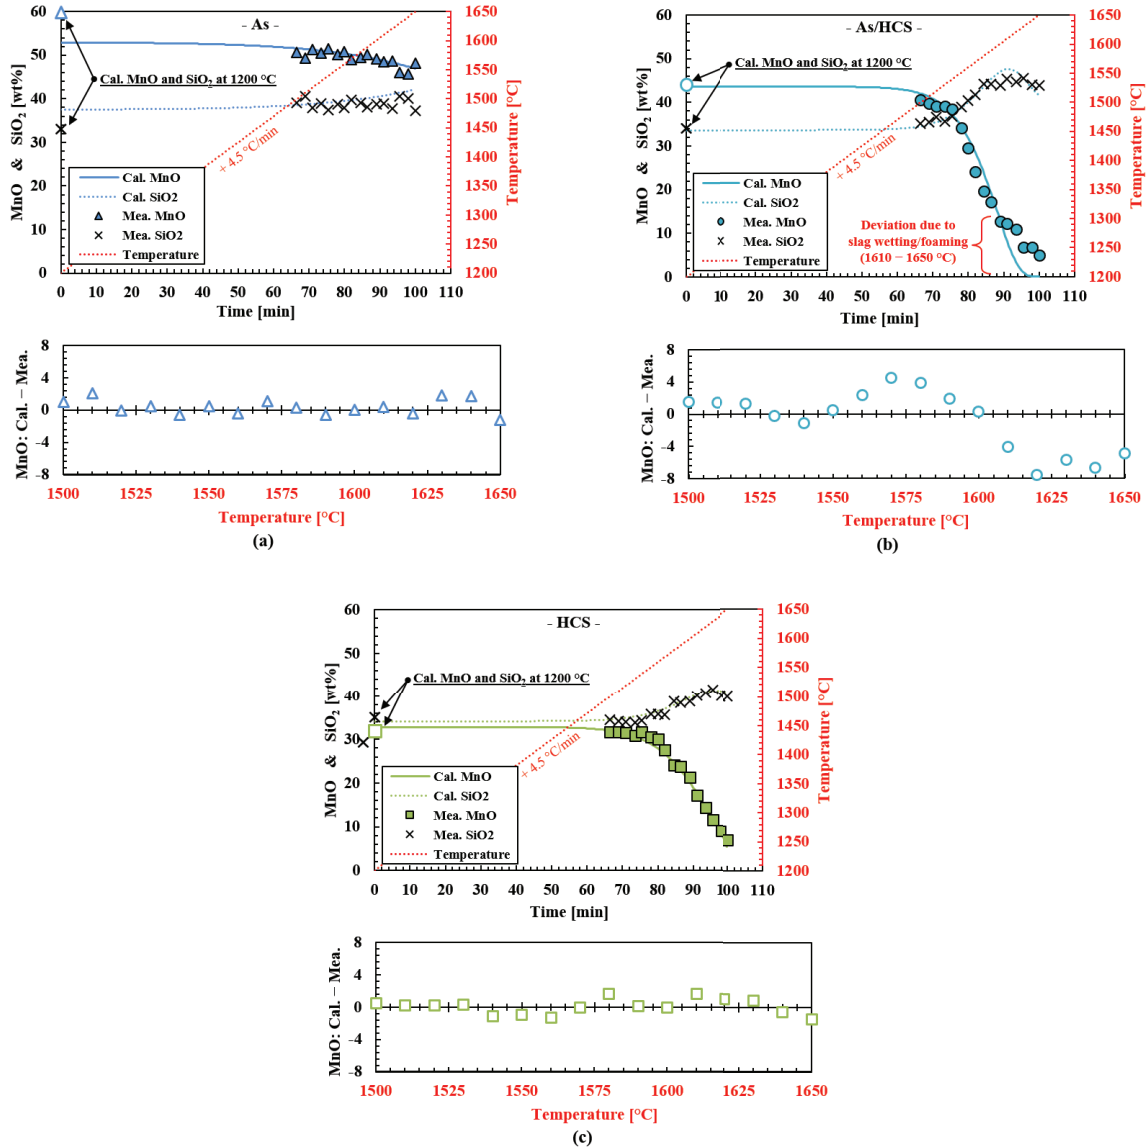 - As -
MnO & SiO2 [wt%]
60
50
40
30
20
10
0
Cal. MnO and SiO2 at 1200 °C
+ 4.5 °C/min
Cal. MnO
Cal. SiO2
Mea. MnO
Mea. SiO2
Temperature
1650
1600
1550
1500
1450
1400
1350
1300
1250
1200
Temperature [°C]
0 10 20 30 40 50 60 70 80 90 100 110
Time [min]
MnO: Cal. – Mea.
8
4
0
-4
-8
1500 1525 1550 1575 1600 1625 1650
Temperature [°C]
(a)
- As/HCS -
MnO & SiO2 [wt%]
60
50
40
30
20
10
0
Cal. MnO and SiO2 at 1200 °C
+ 4.5 °C/min
Cal. MnO
Cal. SiO2
Mea. MnO
Mea. SiO2
Temperature
Deviation due to
slag wetting/foaming
(1610 – 1650 °C)
1650
1600
1550
1500
1450
1400
1350
1300
1250
1200
Temperature [°C]
0 10 20 30 40 50 60 70 80 90 100 110
Time [min]
MnO: Cal. – Mea.
8
4
0
-4
-8
1500 1525 1550 1575 1600 1625 1650
Temperature [°C]
(b)
- HCS -
MnO & SiO2 [wt%]
60
50
40
30
20
10
0
Cal. MnO and SiO2 at 1200 °C
+ 4.5 °C/min
Cal. MnO
Cal. SiO2
Mea. MnO
Mea. SiO2
Temperature
1650
1600
1550
1500
1450
1400
1350
1300
1250
1200
Temperature [°C]
0 10 20 30 40 50 60 70 80 90 100 110
Time [min]
MnO: Cal. – Mea.
8
4
0
-4
-8
1500 1525 1550 1575 1600 1625 1650
Temperature [°C]
(c)